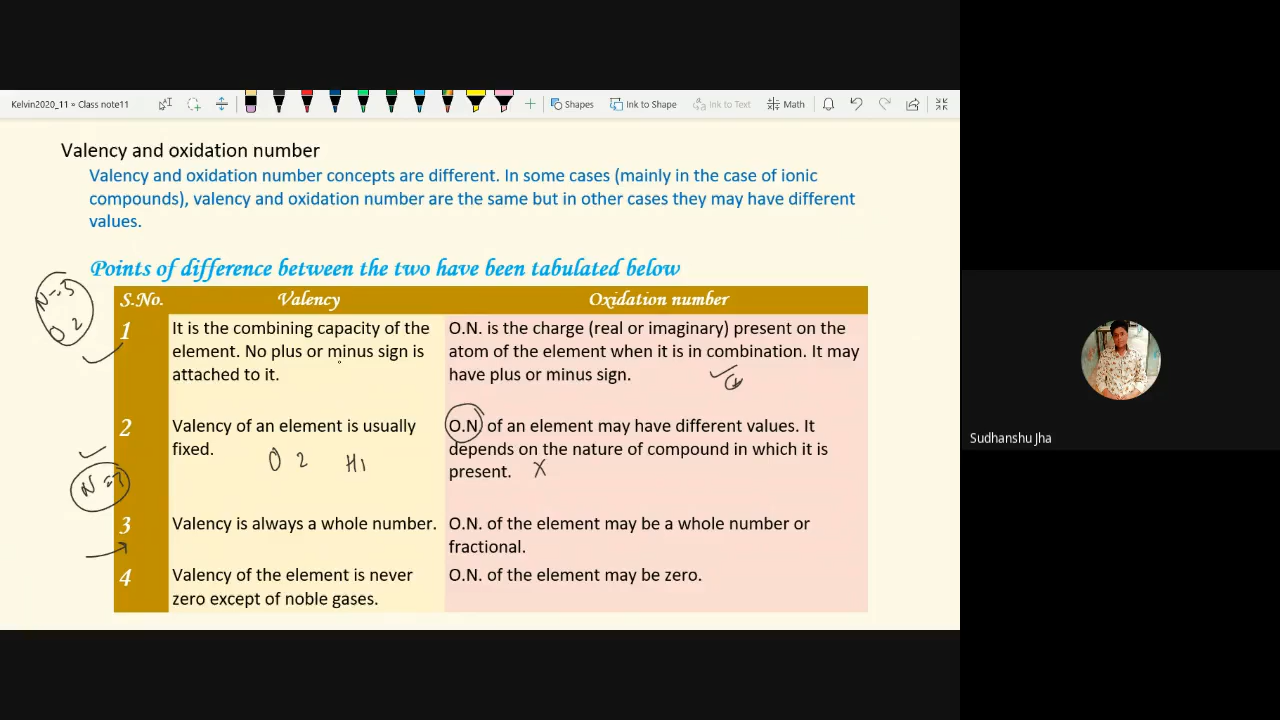 Kelvin2020_11 » Class note11
Shapes
Ink to Shape
Ink to Text
Math
Valency and oxidation number
Valency and oxidation number concepts are different. In some cases (mainly in the case of ionic
compounds), valency and oxidation number are the same but in other cases they may have different
values.
Points of difference between the two have been tabulated below
S.No. Valency Oxidation number
1
It is the combining capacity of the
element. No plus or minus sign is
attached to it.
O.N. is the charge (real or imaginary) present on the
atom of the element when it is in combination. It may
have plus or minus sign.
2
Valency of an element is usually
fixed.
O 2 H1
O.N of an element may have different values. It
depends on the nature of compound in which it is
present.
3
Valency is always a whole number.
O.N. of the element may be a whole number or
fractional.
4
Valency of the element is never
zero except of noble gases.
O.N. of the element may be zero.
O 2
Sudhanshu Jha